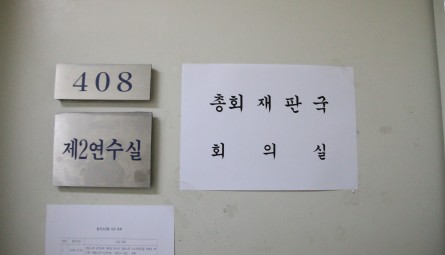 408
제2연수실
총회 재판국
회 의 실